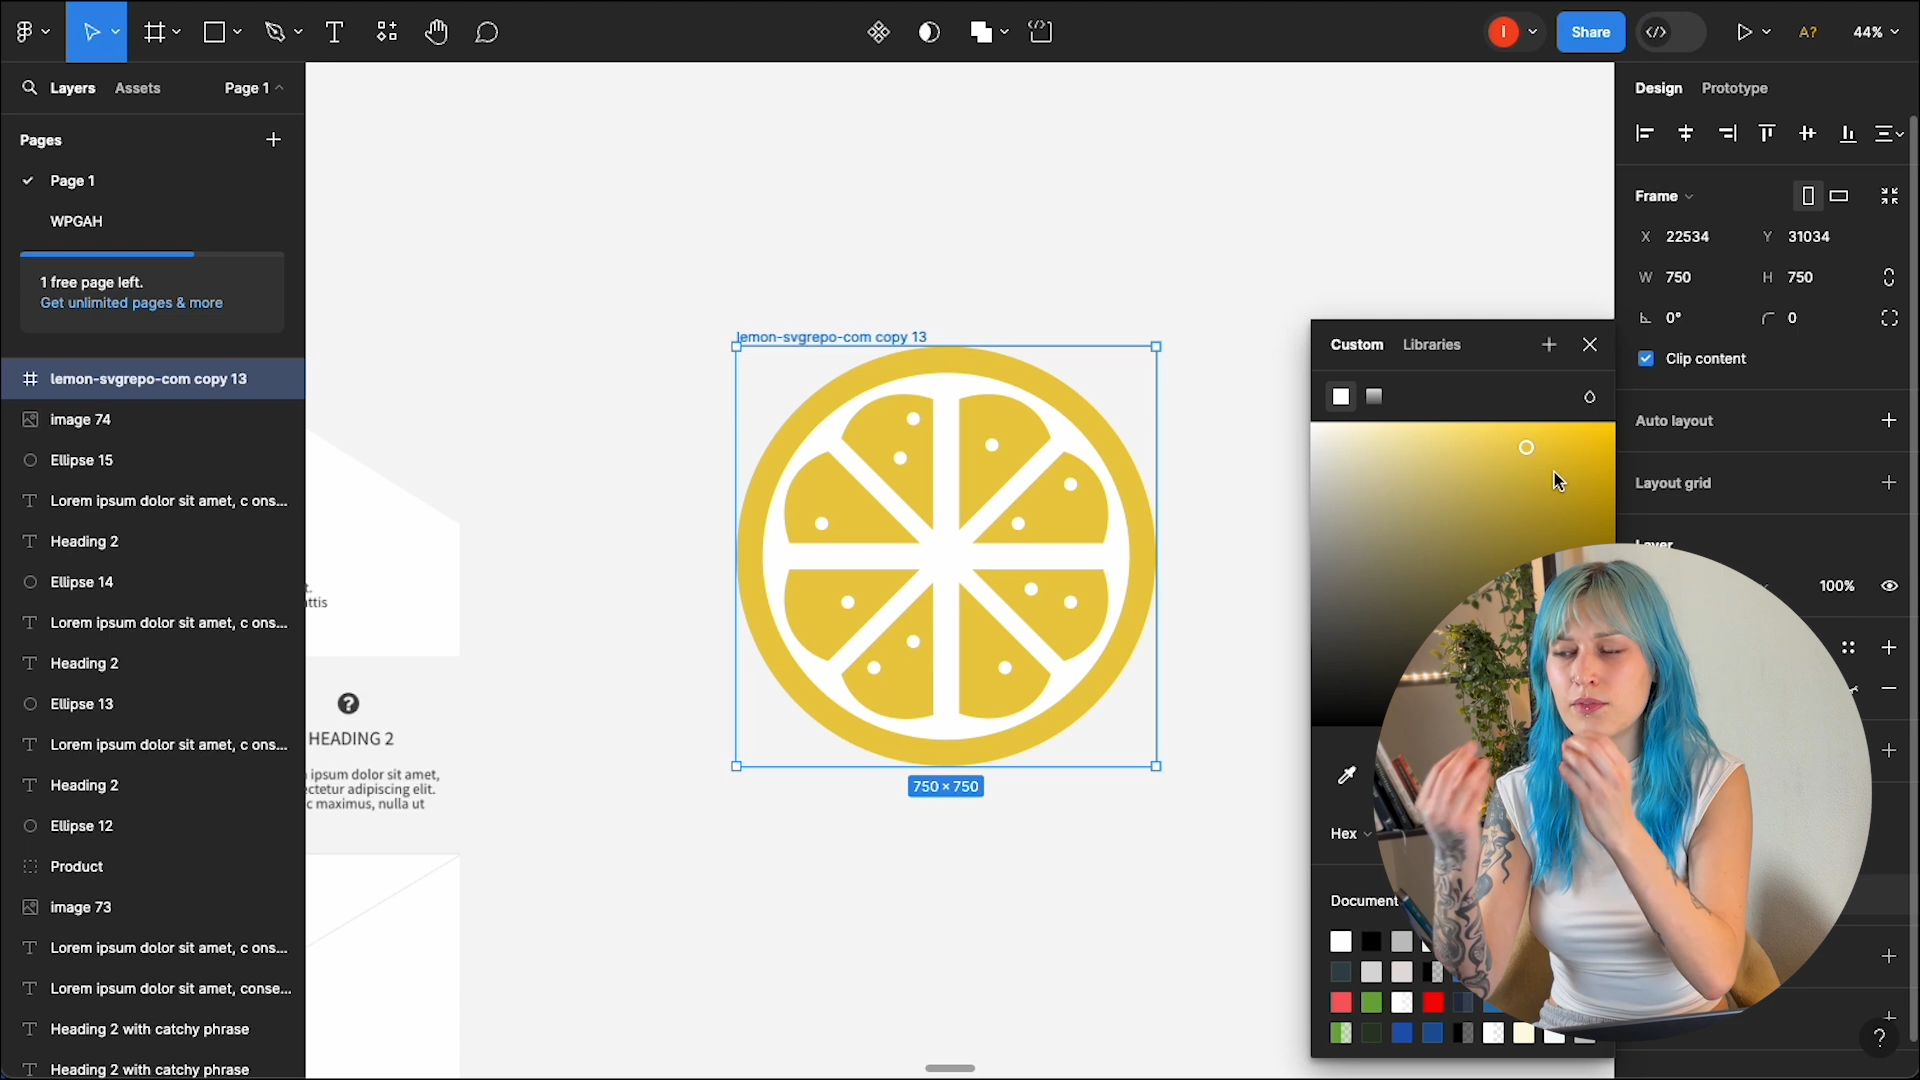 Share
A?
44%
Layers
Assets
Page 1
Design
Prototype
Pages
Page 1
WPGAH
1 free page left.
Get unlimited pages & more
lemon-svgrepo-com copy 13
image 74
Ellipse 15
Lorem ipsum dolor sit amet, c ons...
Heading 2
Ellipse 14
Lorem ipsum dolor sit amet, c ons...
Heading 2
Ellipse 13
Lorem ipsum dolor sit amet, c ons...
Heading 2
Ellipse 12
Product
image 73
Lorem ipsum dolor sit amet, c ons...
Lorem ipsum dolor sit amet, conse...
Heading 2 with catchy phrase
Heading 2 with catchy phrase
HEADING 2
ipsum dolor sit amet,
adipiscing elit.
c maximus, nulla ut
lemon-svgrepo-com copy 13
750 × 750
Custom
Libraries
Hex
Document
Frame
X 22534
Y 31034
W 750
H 750
0°
0
Clip content
Auto layout
Layout grid
Layer
100%
?